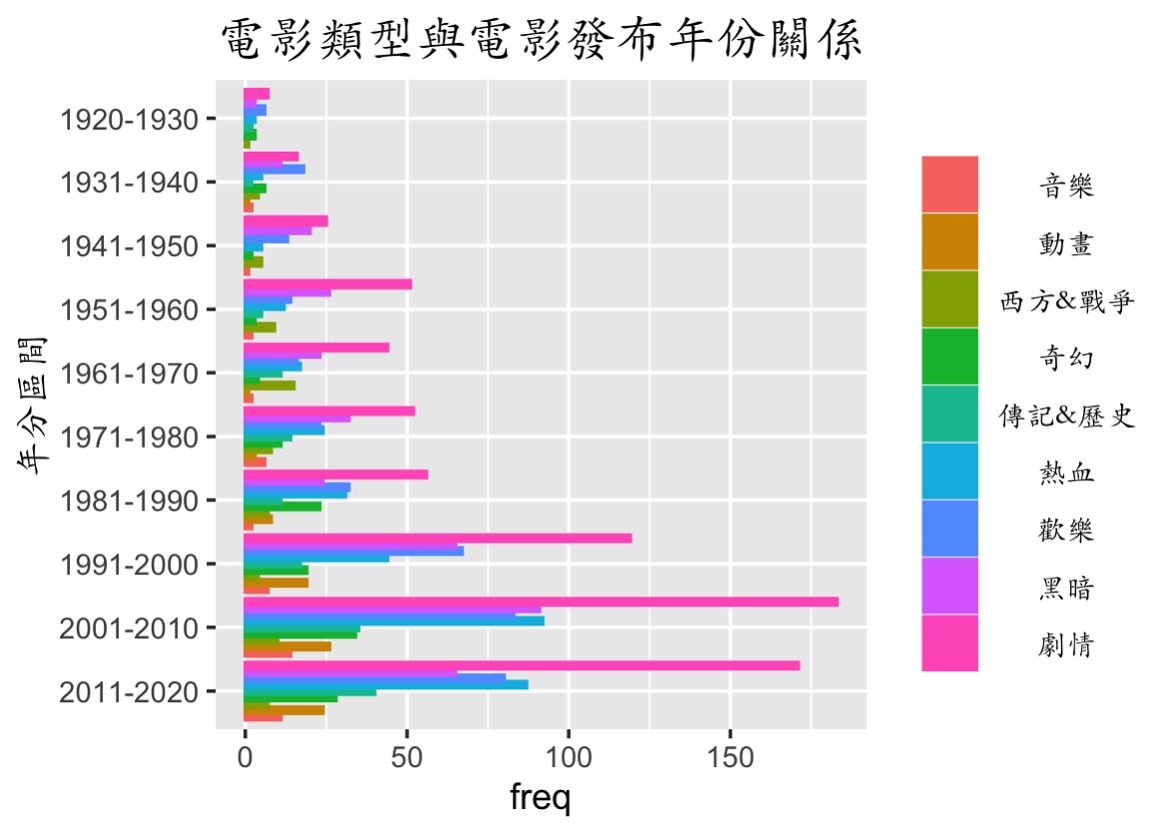 電影類型與電影發布年份關係
年分區間
1920-1930
1931-1940
1941-1950
1951-1960
1961-1970
1971-1980
1981-1990
1991-2000
2001-2010
2011-2020
0 50 100 150
freq
音樂
動畫
西方&戰爭
奇幻
傳記&歷史
熱血
歡樂
黑暗
劇情